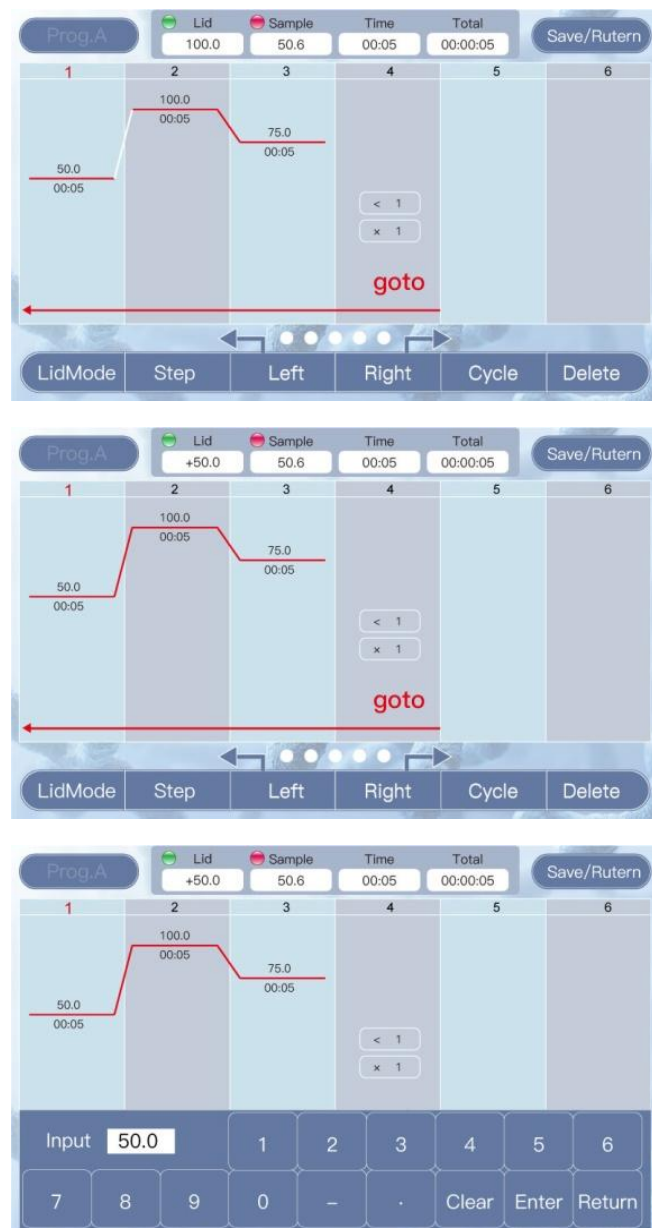 Prog.A Lid Sample Time Total Save/Rutern
100.0 50.6 00:05 00:00:05
1 2 3 4 5 6
100.0
00:05
75.0
00:05
50.0
00:05
< 1
× 1
goto
LidMode Step Left Right Cycle Delete
Prog.A Lid Sample Time Total Save/Rutern
+50.0 50.6 00:05 00:00:05
1 2 3 4 5 6
100.0
00:05
75.0
00:05
50.0
00:05
< 1
× 1
goto
LidMode Step Left Right Cycle Delete
Prog.A Lid Sample Time Total Save/Rutern
+50.0 50.6 00:05 00:00:05
1 2 3 4 5 6
100.0
00:05
75.0
00:05
50.0
00:05
< 1
× 1
Input 50.0 1 2 3 4 5 6
7 8 9 0 - . Clear Enter Return